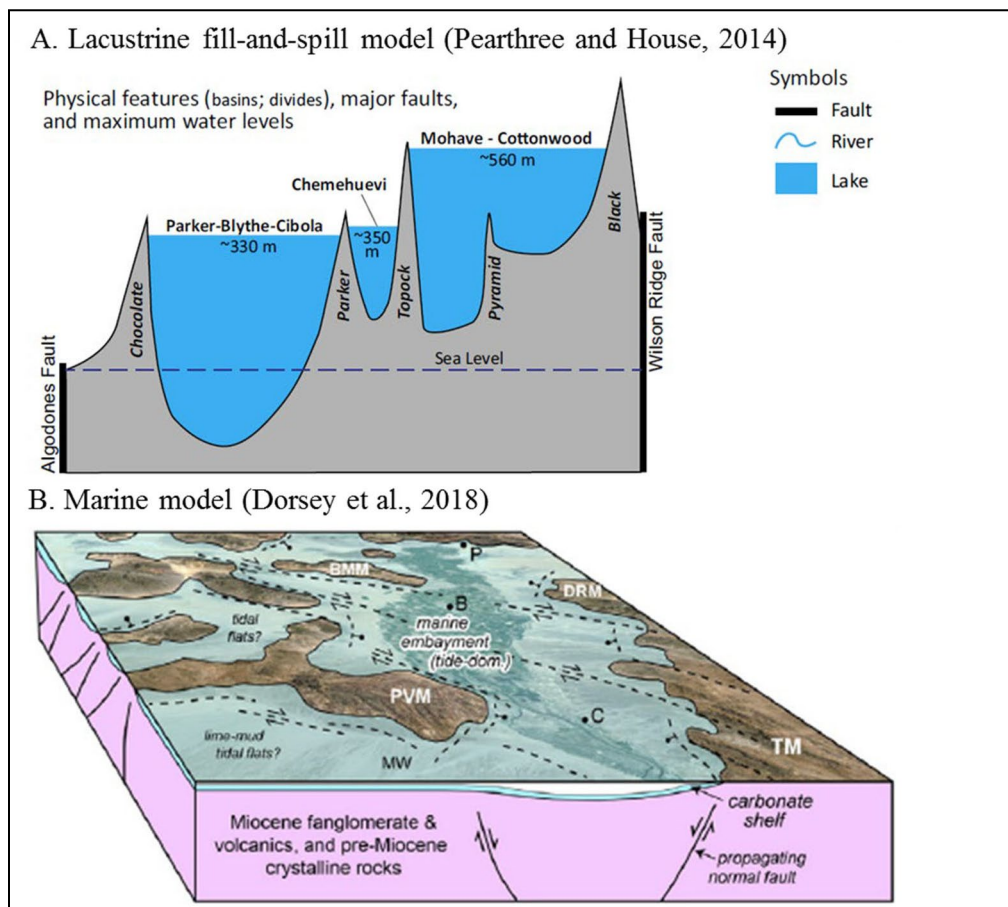 A. Lacustrine fill-and-spill model (Pearthree and House, 2014)
Physical features (basins; divides), major faults,
and maximum water levels
Symbols
Fault
River
Lake
Mohave - Cottonwood
~560 m
Chemehuevi
~350
m
Parker-Blythe-Cibola
~330 m
Chocolate
Parker
Topock
Pyramid
Black
Sea Level
Algodones Fault
Wilson Ridge Fault
B. Marine model (Dorsey et al., 2018)
P
BMM
DRM
B
marine
embayment
(tide-dom.)
tidal
flats?
PVM
C
lime-mud
tidal flats?
MW
TM
carbonate
shelf
Miocene fanglomerate &
volcanics, and pre-Miocene
crystalline rocks
propagating
normal fault